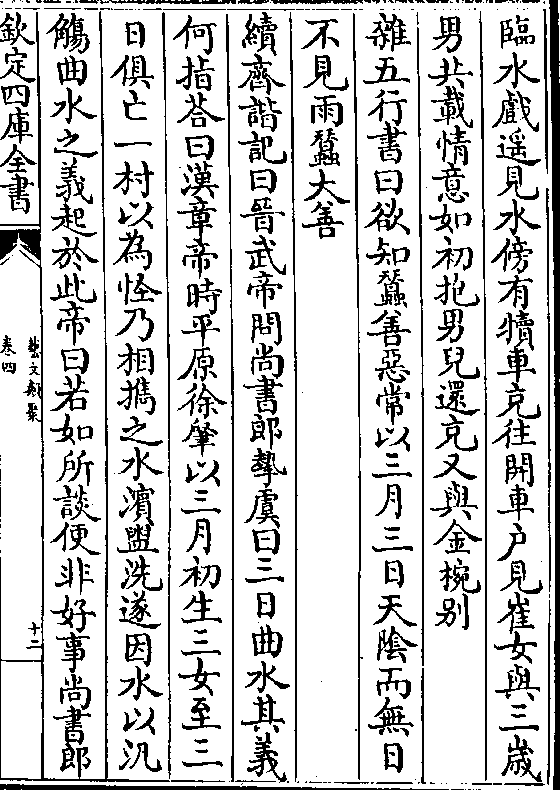 臨水戲遥見水傍有犢車充往開車户見崔女與三歲
男共載情意如初抱男兒還充又與金椀别
雜五行書曰欲知蠶善惡常以三月三日天隂而無日
不見雨蠶大善
續齊諧記曰晉武帝問尚書郎摯虞曰三日曲水其義
何指荅曰漢章帝時平原徐肇以三月初生三女至三
日俱亡一村以為怪乃相攜之水濱盥洗遂因水以汎
觴曲水之義起於此帝曰若如所談便非好事尚書郎
欽定四庫全書
藝文類聚
卷四
十二